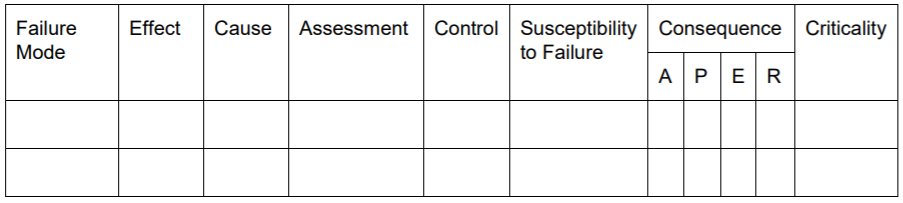 Failure
Mode
Effect
Cause
Assessment
Control
Susceptibility
to Failure
Consequence
A
P
E
R
Criticality